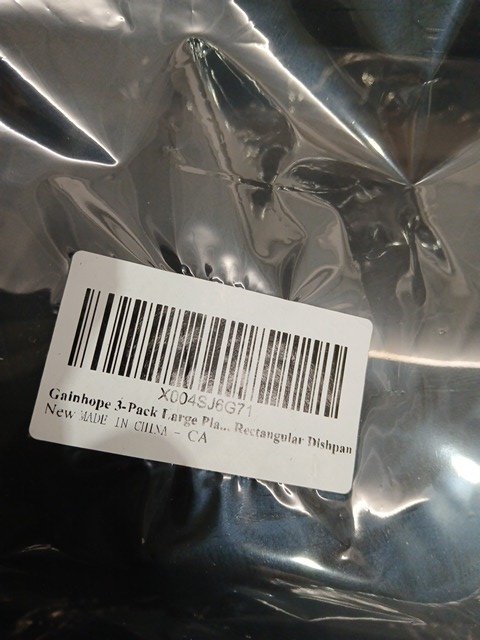 X004SJ6G71
Gainhope 3-Pack Large Pla... Rectangular Dishpan
New MADE IN CHINA - CA